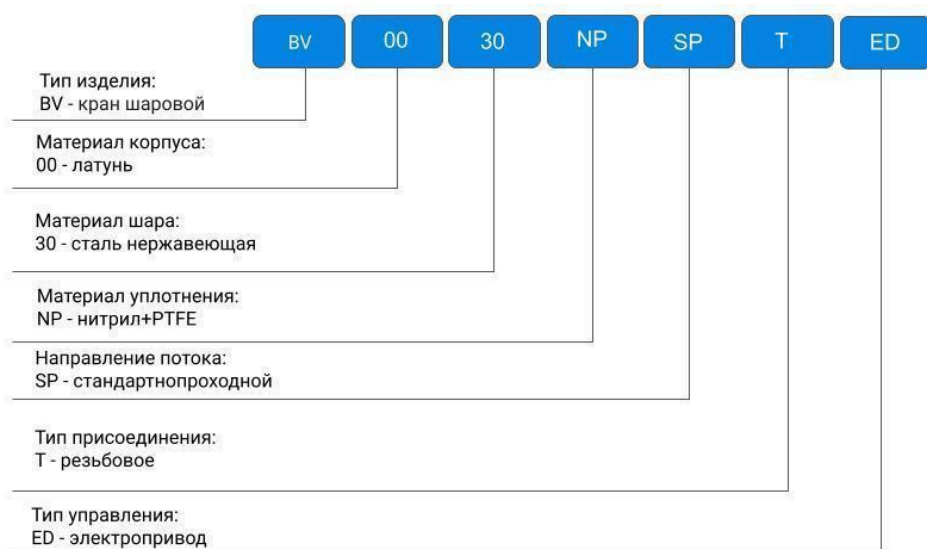 BV 00 30 NP SP T ED
Тип изделия:
BV - кран шаровой
Материал корпуса:
00 - латунь
Материал шара:
30 - сталь нержавеющая
Материал уплотнения:
NP - нитрил+PTFE
Направление потока:
SP - стандартнопроходной
Тип присоединения:
Т - резьбовое
Тип управления:
ED - электропривод